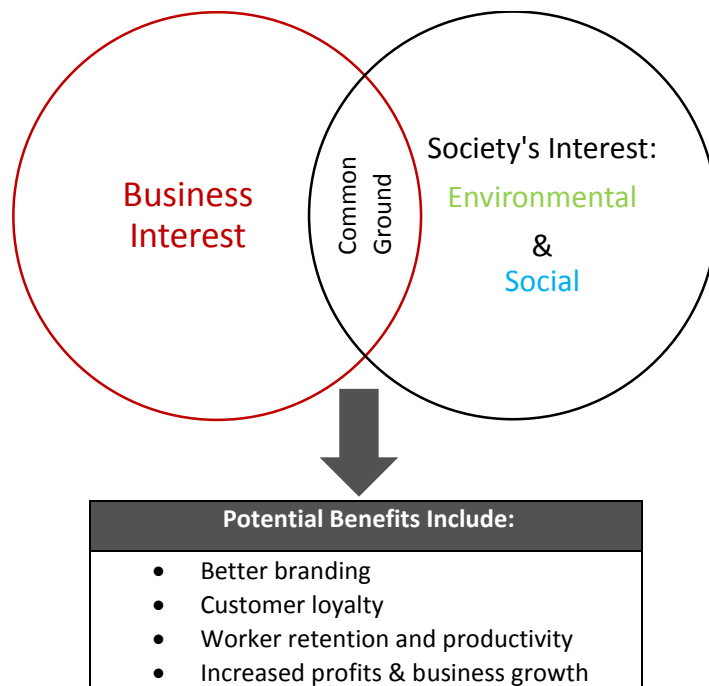 Business
Interest
Common
Ground
Society's Interest:
Environmental
&
Social
Potential Benefits Include:
• Better branding
• Customer loyalty
• Worker retention and productivity
• Increased profits & business growth